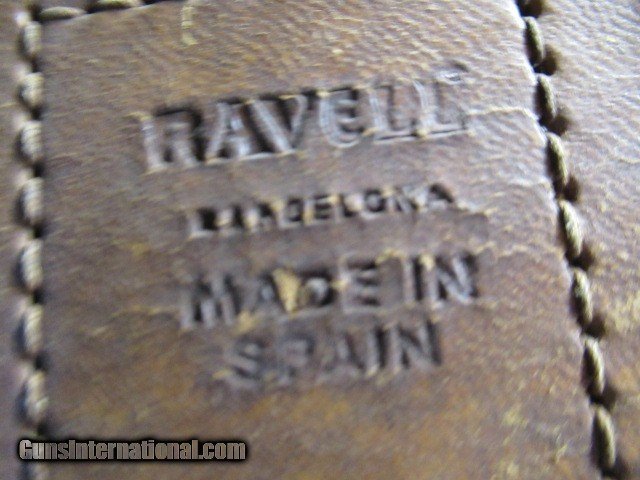 RAVELL
BARCELONA
MADE IN
SPAIN
GunsInternational.com